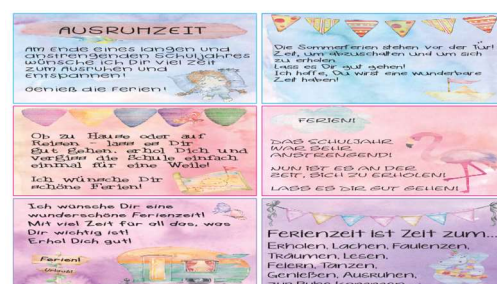 AUSRUHZEIT
Am Ende eines langen und
anstrengenden Schuljahres
wünsche ich Dir viel Zeit
zum Ausruhen und
Entspannen!
Genieß die Ferien!
Die Sommerferien stehen vor der Tür!
Zeit, um abzuschalten und um sich
zu erholen.
Lass es Dir gut gehen!
Ich hoffe, Du wirst eine wunderbare
Zeit haben!
Ob zu Hause oder auf
Reisen - lass es Dir
gut gehen, erhol Dich und
vergiss die Schule einfach
einmal für eine Weile!
Ich wünsche Dir
schöne Ferien!
FERIEN!
DAS SCHULJAHR
WAR SEHR
ANSTRENGEND!
NUN IST ES AN DER
ZEIT, SICH ZU ERHOLEN!
LASS ES DIR GUT GEHEN!
Ich wünsche Dir eine
wunderschöne Ferienzeit!
Mit viel Zeit für all das, was
Dir wichtig ist!
Erhol Dich gut!
Ferien!
Urlaub!
Ferienzeit ist Zeit zum...
Erholen, Lachen, Faulenzen,
Träumen, Lesen,
Feiern, Tanzen,
Genießen, Ausruhen,
zur Ruhe kommen